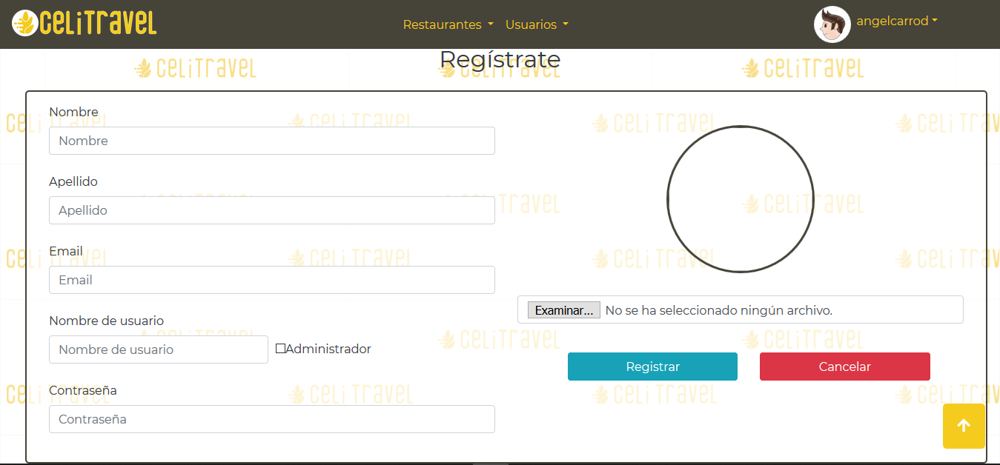 CELiTRAVEL
Restaurantes Usuarios
angelcarrod
Regístrate
Nombre
Nombre
Apellido
Apellido
Email
Email
Nombre de usuario
Nombre de usuario
Administrador
Contraseña
Contraseña
Examinar... No se ha seleccionado ningún archivo.
Registrar Cancelar